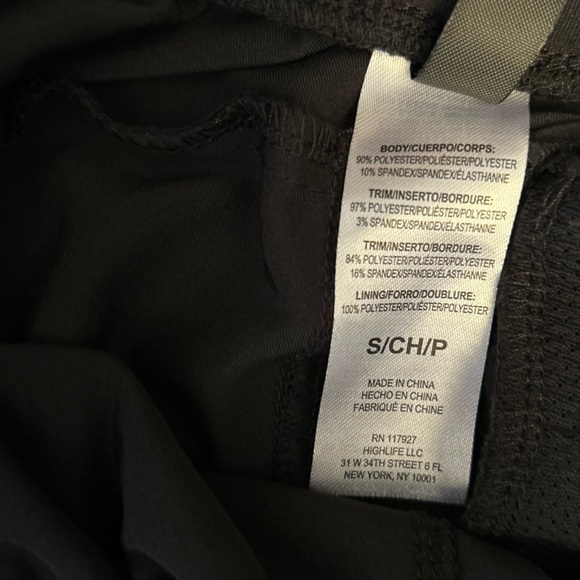 BODY/CUERPO/CORPS:
90% POLYESTER/POLIÉSTER/POLYESTER
10% SPANDEX/SPANDEX/ÉLASTHANNE
TRIM/INSERTO/BORDURE:
97% POLYESTER/POLIÉSTER/POLYESTER
3% SPANDEX/SPANDEX/ÉLASTHANNE
TRIM/INSERTO/BORDURE:
84% POLYESTER/POLIÉSTER/POLYESTER
16% SPANDEX/SPANDEX/ÉLASTHANNE
LINING/FORRO/DOUBLURE:
100% POLYESTER/POLIÉSTER/POLYESTER
S/CH/P
MADE IN CHINA
HECHO EN CHINA
FABRIQUÉ EN CHINE
RN 117927
HIGHLIFE LLC
31 W 34TH STREET 6 FL
NEW YORK, NY 10001